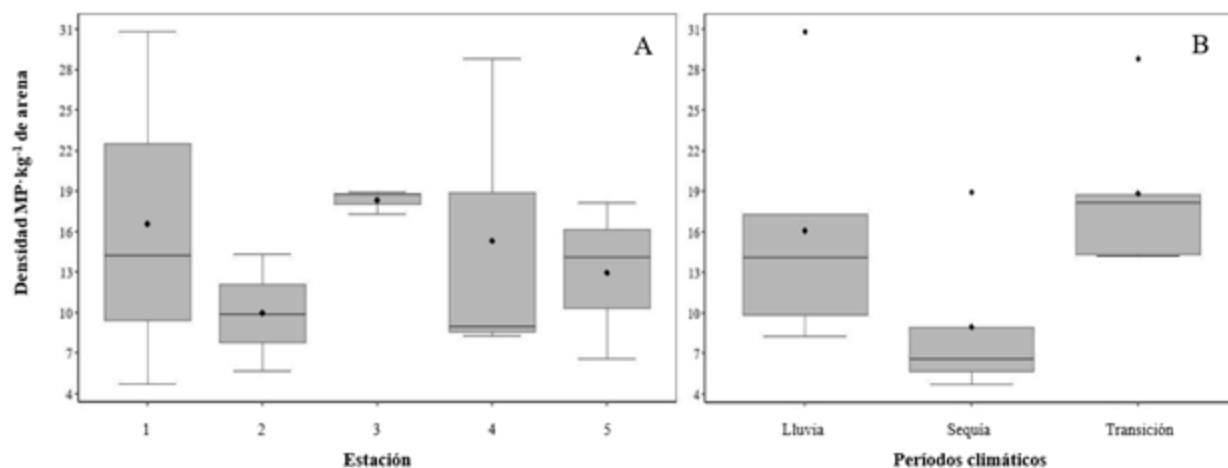 A
B
Densidad MP·kg⁻¹ de arena
31
28
25
22
19
16
13
10
7
4
1 2 3 4 5
Estación
31
28
25
22
19
16
13
10
7
4
Lluvia Sequía Transición
Períodos climáticos